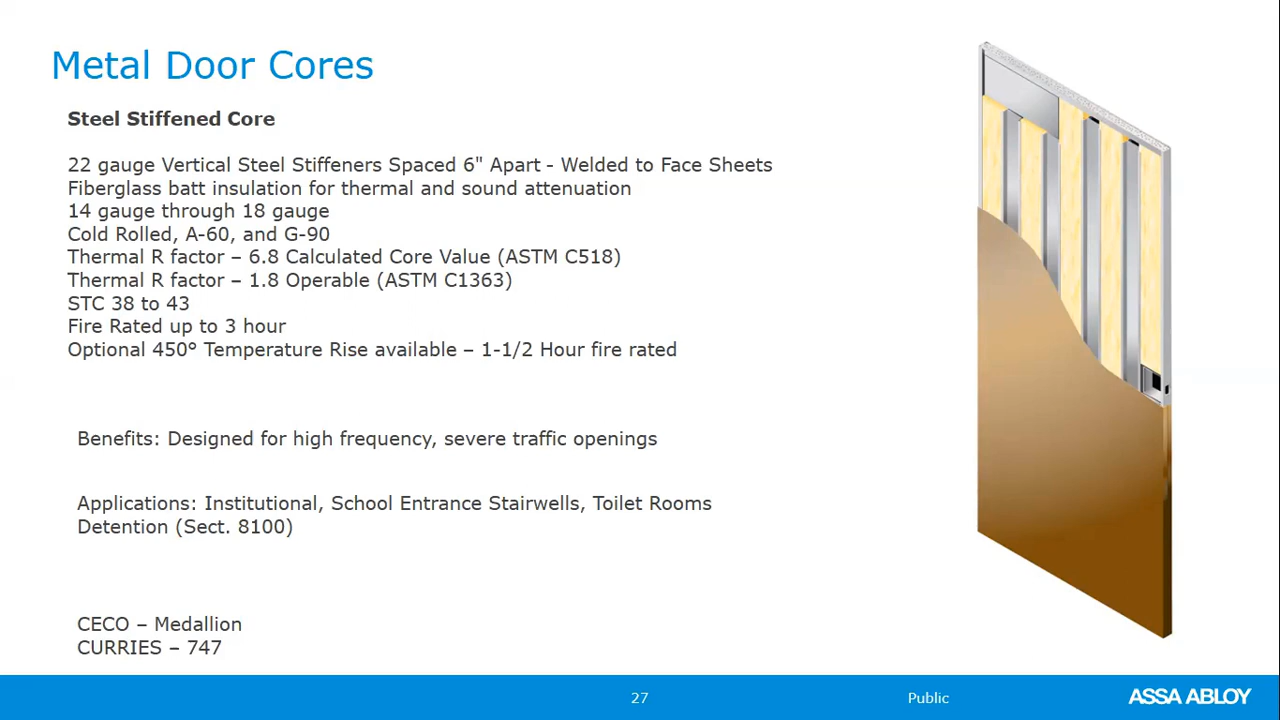 Metal Door Cores
Steel Stiffened Core
22 gauge Vertical Steel Stiffeners Spaced 6" Apart - Welded to Face Sheets
Fiberglass batt insulation for thermal and sound attenuation
14 gauge through 18 gauge
Cold Rolled, A-60, and G-90
Thermal R factor – 6.8 Calculated Core Value (ASTM C518)
Thermal R factor – 1.8 Operable (ASTM C1363)
STC 38 to 43
Fire Rated up to 3 hour
Optional 450° Temperature Rise available – 1-1/2 Hour fire rated
Benefits: Designed for high frequency, severe traffic openings
Applications: Institutional, School Entrance Stairwells, Toilet Rooms
Detention (Sect. 8100)
CECO – Medallion
CURRIES – 747
27
Public
ASSA ABLOY